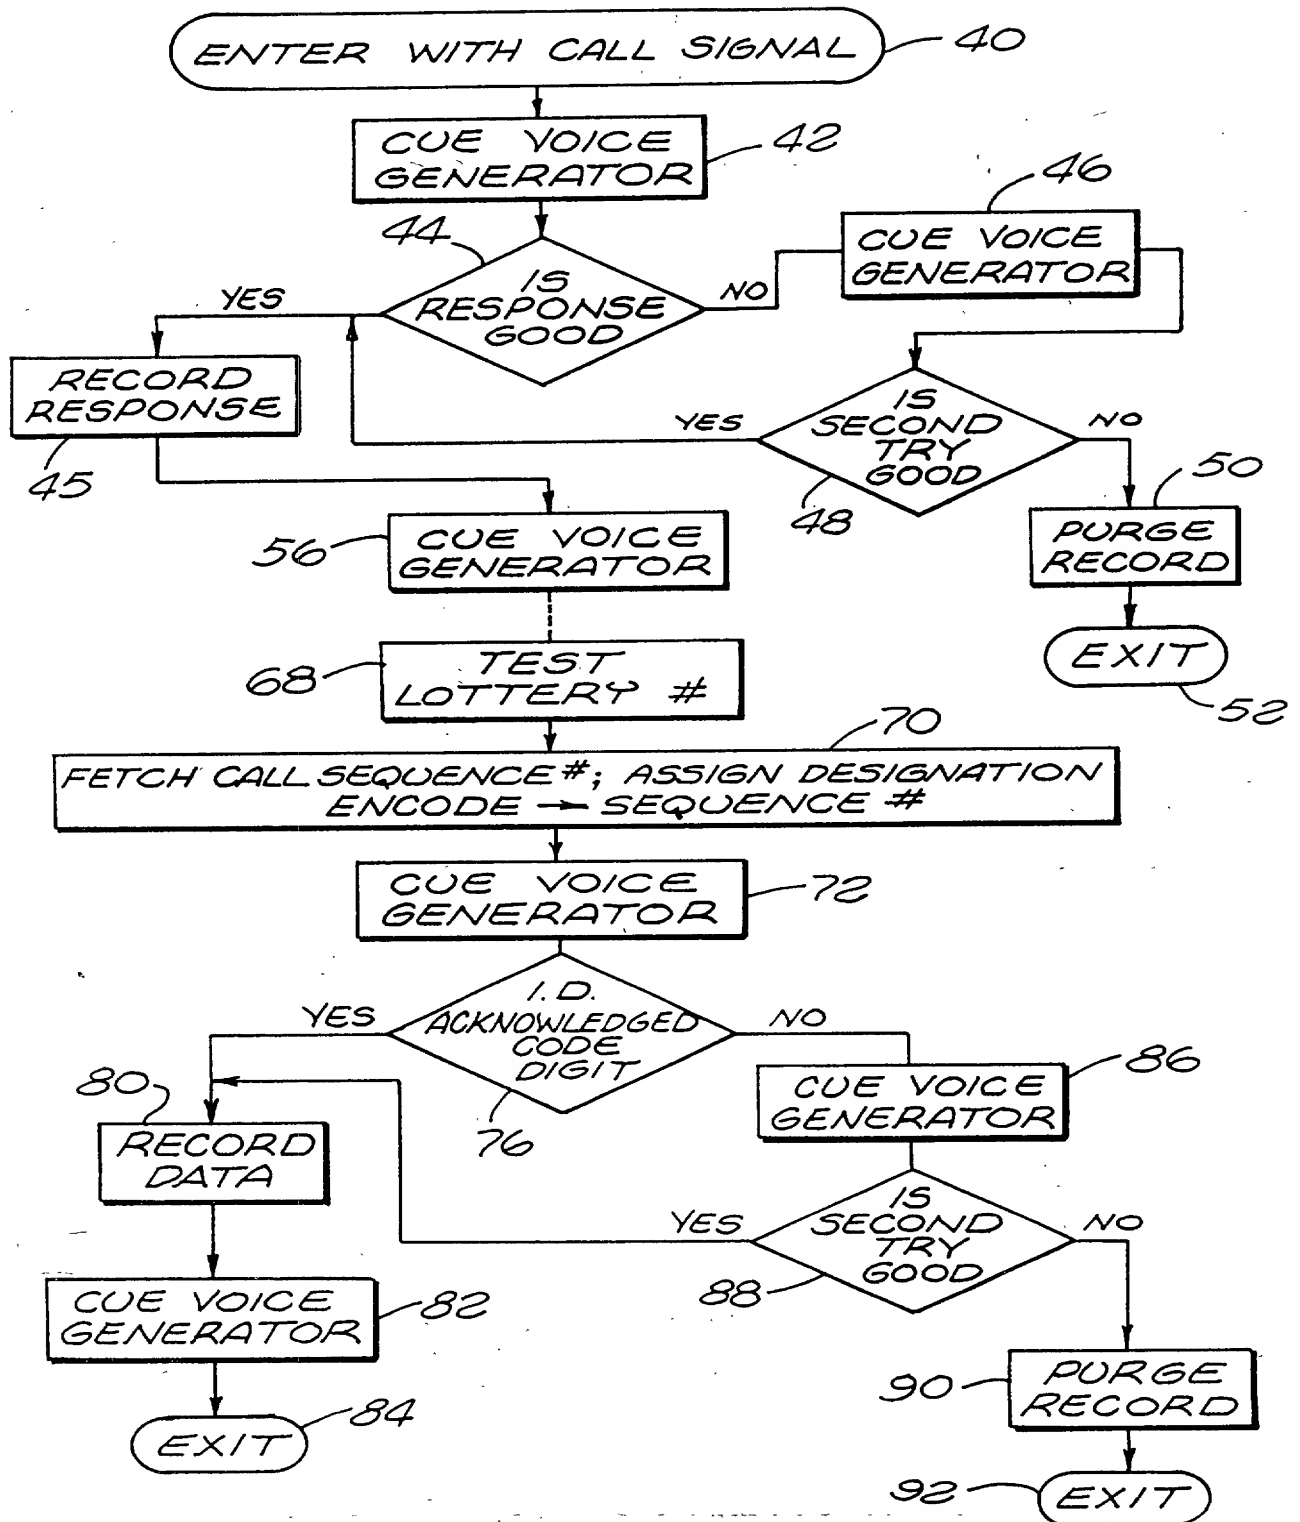 ENTER WITH CALL SIGNAL
40
CUE VOICE
GENERATOR
42
44
IS
RESPONSE
GOOD
YES
NO
46
CUE VOICE
GENERATOR
RECORD
RESPONSE
45
IS
SECOND
TRY
GOOD
YES
NO
48
50
PURGE
RECORD
EXIT
52
56
CUE VOICE
GENERATOR
68
TEST
LOTTERY #
70
FETCH CALL SEQUENCE #; ASSIGN DESIGNATION
ENCODE → SEQUENCE #
CUE VOICE
GENERATOR
72
I.D.
ACKNOWLEDGED
CODE
DIGIT
YES
NO
76
80
RECORD
DATA
CUE VOICE
GENERATOR
86
IS
SECOND
TRY
GOOD
YES
NO
88
CUE VOICE
GENERATOR
82
EXIT
84
90
PURGE
RECORD
92
EXIT